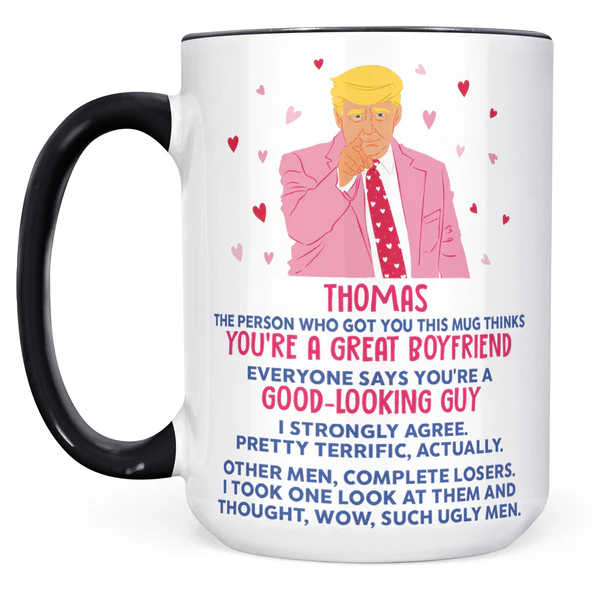 THOMAS
THE PERSON WHO GOT YOU THIS MUG THINKS
YOU'RE A GREAT BOYFRIEND
EVERYONE SAYS YOU'RE A
GOOD-LOOKING GUY
I STRONGLY AGREE.
PRETTY TERRIFIC, ACTUALLY.
OTHER MEN, COMPLETE LOSERS.
I TOOK ONE LOOK AT THEM AND
THOUGHT, WOW, SUCH UGLY MEN.